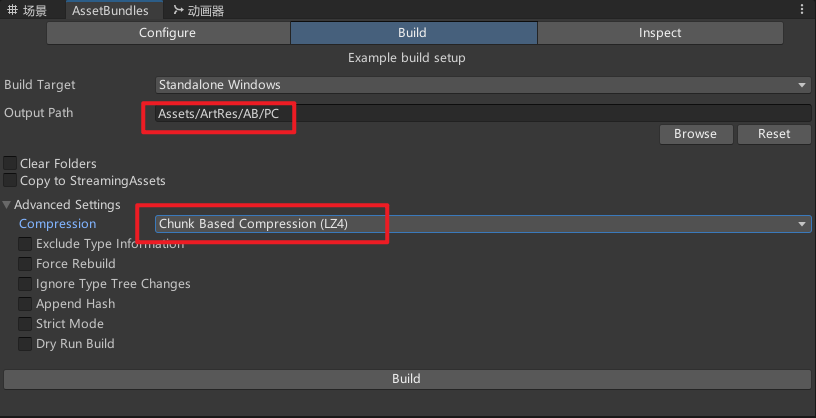 场景 AssetBundles 动画器
Configure Build Inspect
Example build setup
Build Target Standalone Windows
Output Path Assets/ArtRes/AB/PC
Browse Reset
Clear Folders
Copy to StreamingAssets
Advanced Settings
Compression Chunk Based Compression (LZ4)
Exclude Type Information
Force Rebuild
Ignore Type Tree Changes
Append Hash
Strict Mode
Dry Run Build
Build